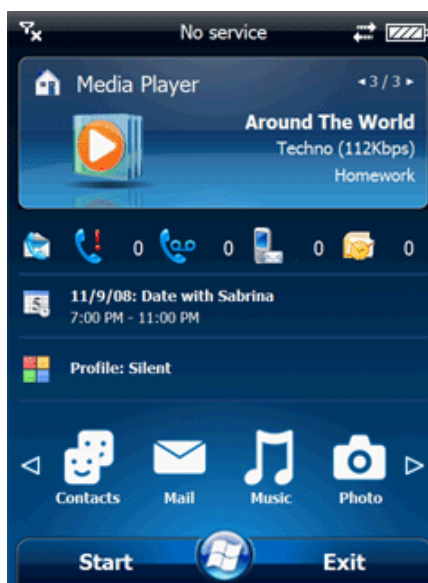 No service
Media Player
3 / 3
Around The World
Techno (112Kbps)
Homework
0 0 0 0
5
11/9/08: Date with Sabrina
7:00 PM - 11:00 PM
Profile: Silent
Contacts Mail Music Photo
Start Exit